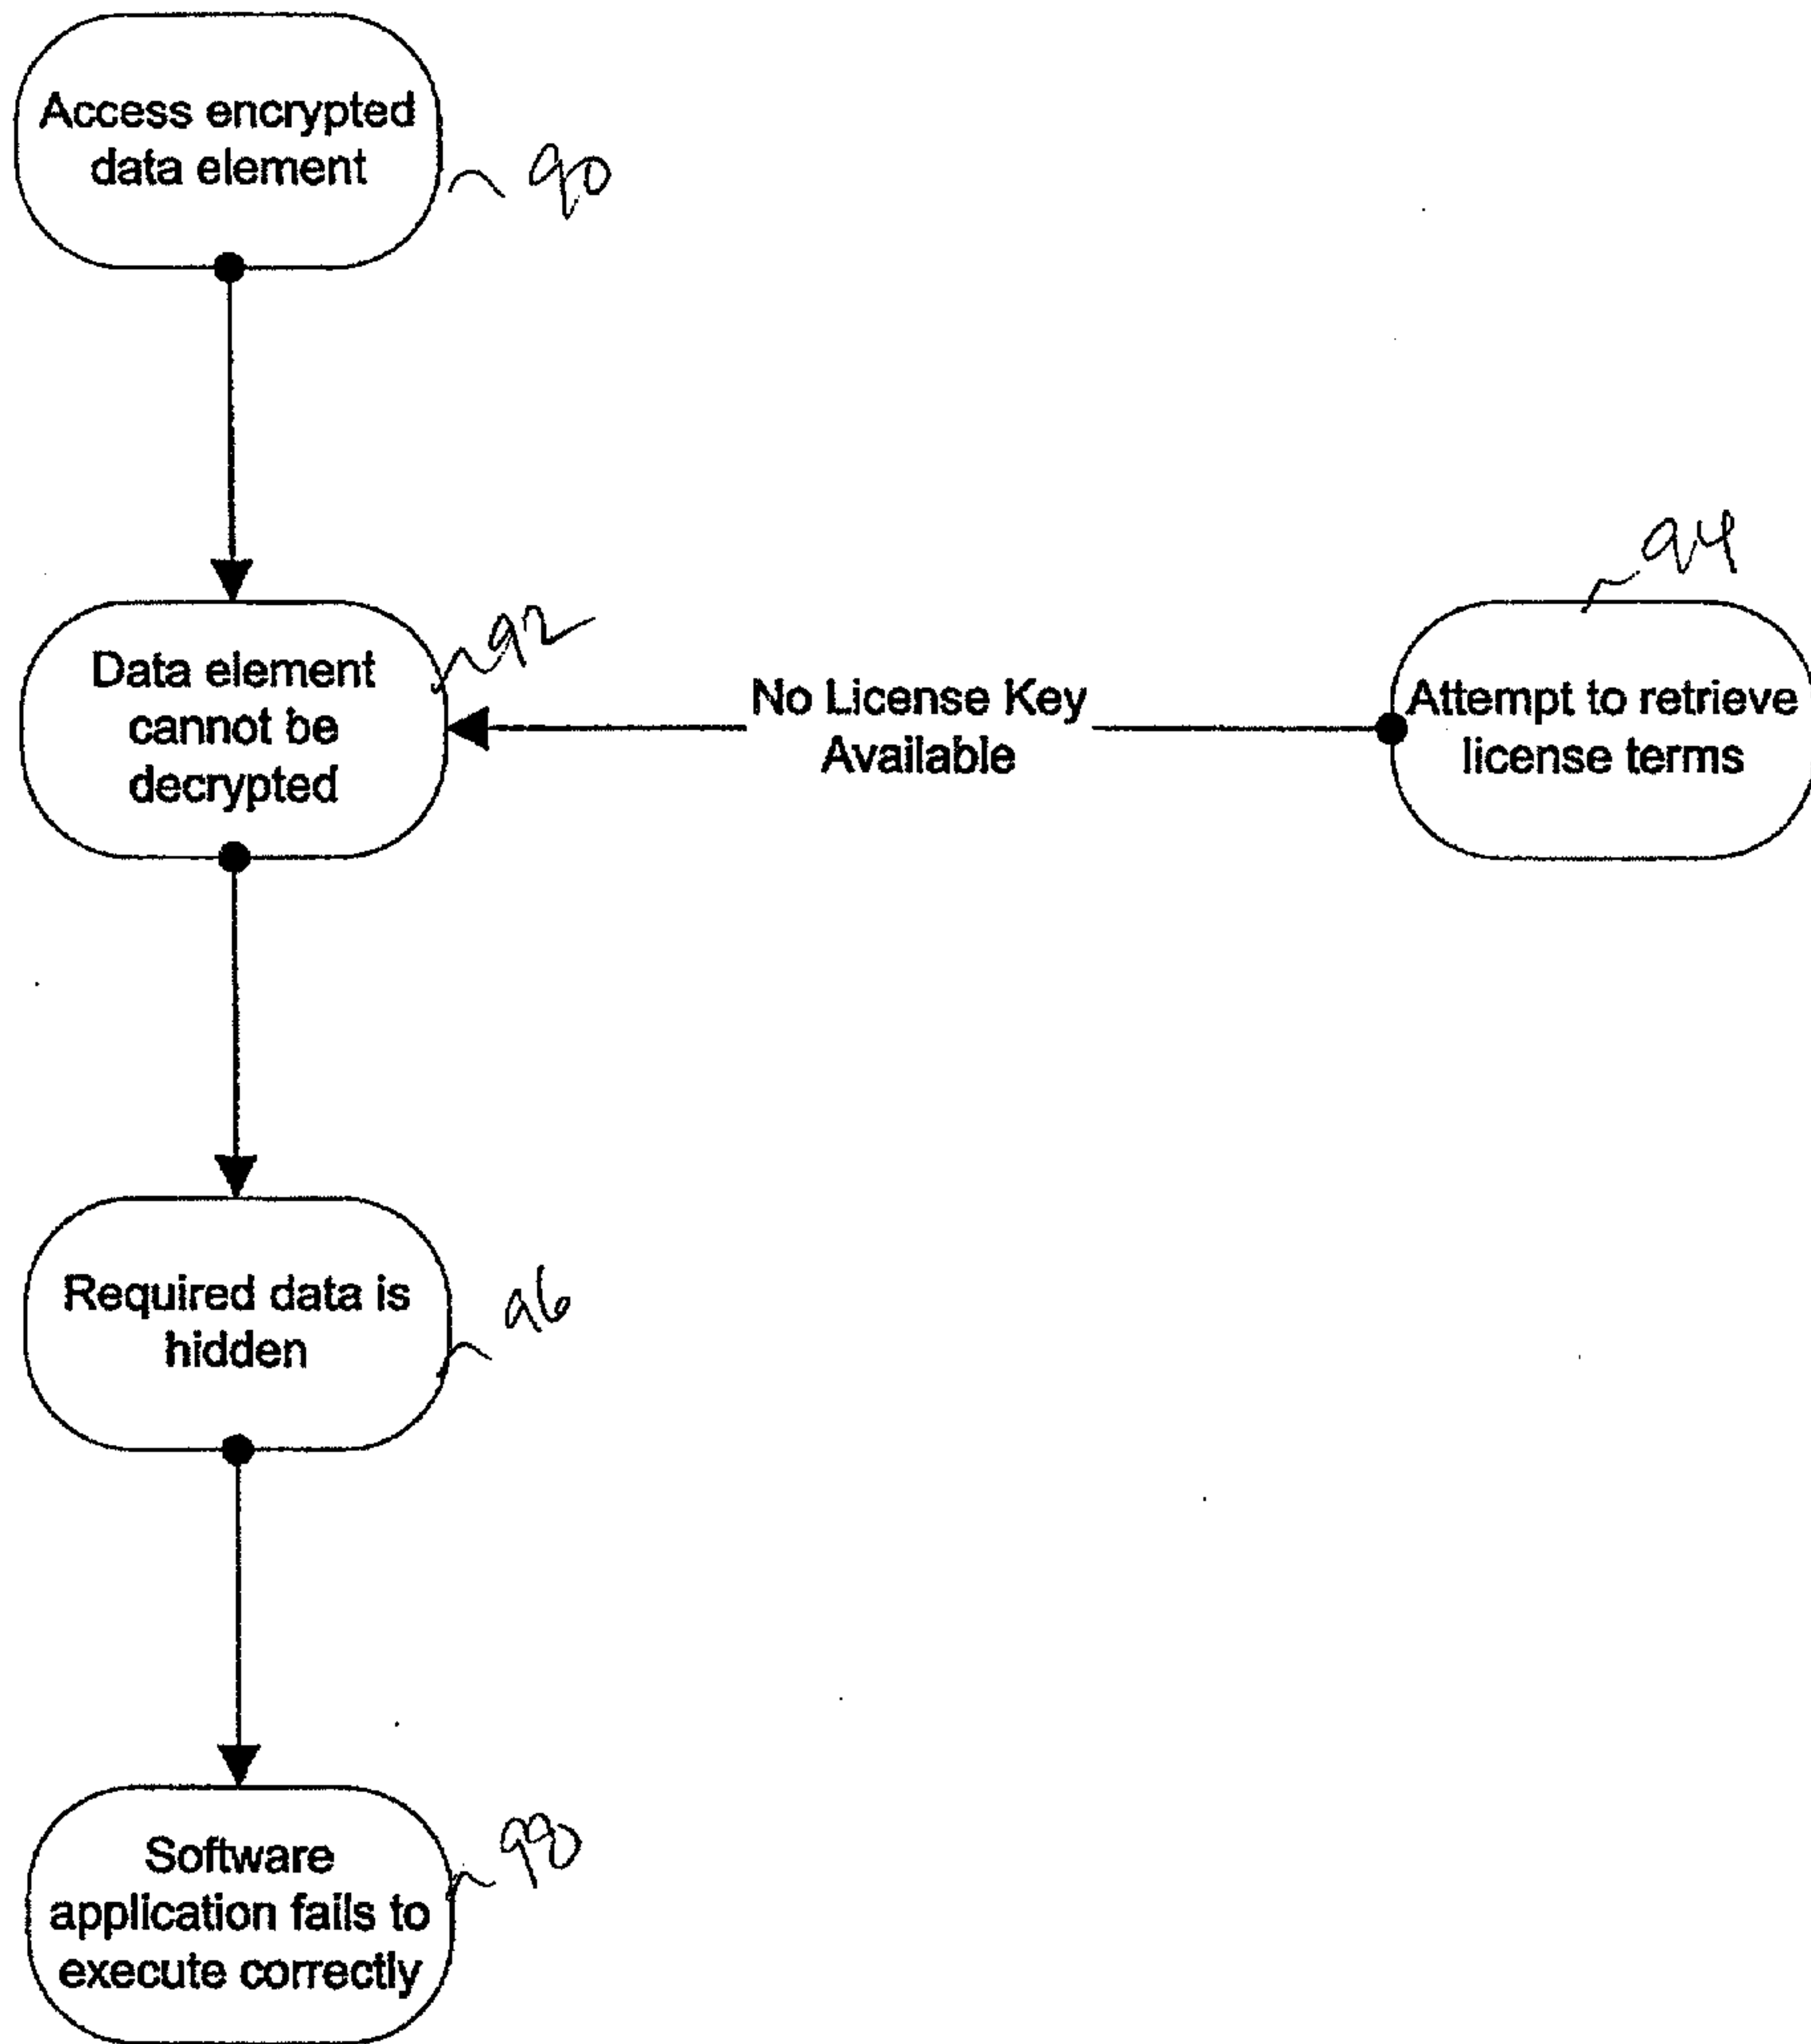 Access encrypted
data element
90
Data element
cannot be
decrypted
92
No License Key
Available
94
Attempt to retrieve
license terms
Required data is
hidden
96
Software
application fails to
execute correctly
98